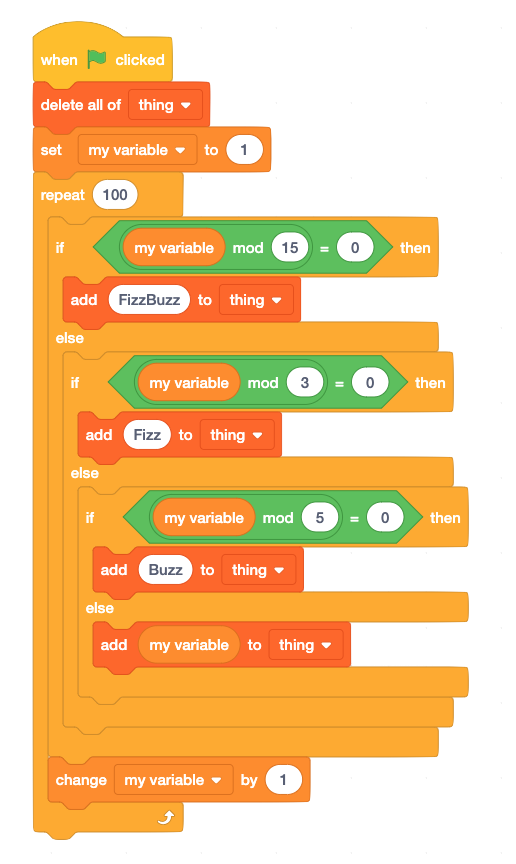 when clicked
delete all of thing
set my variable to 1
repeat 100
if my variable mod 15 = 0 then
add FizzBuzz to thing
else
if my variable mod 3 = 0 then
add Fizz to thing
else
if my variable mod 5 = 0 then
add Buzz to thing
else
add my variable to thing
change my variable by 1